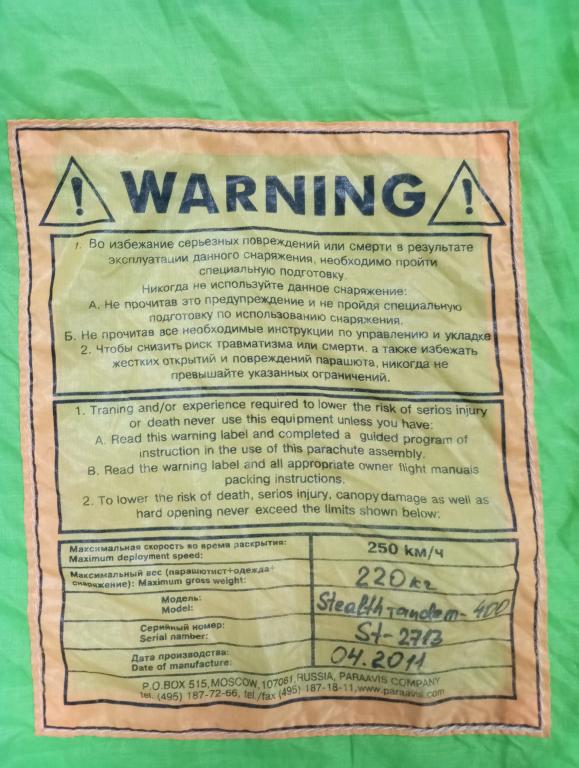 ! WARNING !
1. Во избежание серьезных повреждений или смерти в результате
эксплуатации данного снаряжения, необходимо пройти
специальную подготовку.
Никогда не используйте данное снаряжение:
А. Не прочитав это предупреждение и не пройдя специальную
подготовку по использованию снаряжения.
Б. Не прочитав все необходимые инструкции по управлению и укладке
2. Чтобы снизить риск травматизма или смерти. а также избежать
жестких открытий и повреждений парашюта, никогда не
превышайте указанных ограничений.
1. Traning and/or experience required to lower the risk of serios injury
or death never use this equipment unless you have:
A. Read this warning label and completed a guided program of
instruction in the use of this parachute assembly.
B. Read the warning label and all appropriate owner flight manuals
packing instructions.
2. To lower the risk of death, serios injury, canopy damage as well as
hard opening never exceed the limits shown below:
Максимальная скорость во время раскрытия:
Maximum deployment speed:
250 км/ч
Максимальный вес (парашютист+одежда+
снаряжение): Maximum gross weight:
220 кг
Модель:
Model:
Stealth tandem-400
Серийный номер:
Serial namber:
St-2713
Дата производства:
Date of manufacture:
04.2011
P.O.BOX 515, MOSCOW, 107061, RUSSIA, PARAAVIS COMPANY
tel. (495) 187-72-66, tel./fax (495) 187-18-11, www.paraavis.com